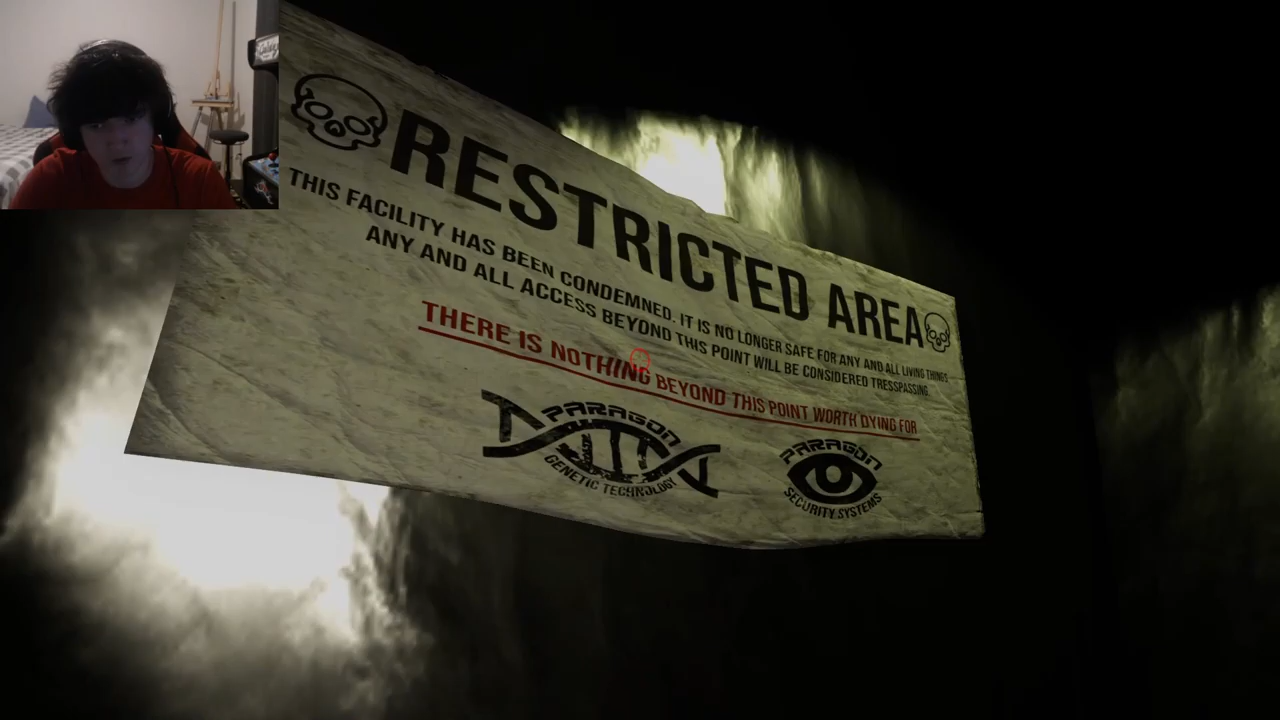 RESTRICTED AREA
THIS FACILITY HAS BEEN CONDEMNED. IT IS NO LONGER SAFE FOR ANY AND ALL LIVING THINGS
ANY AND ALL ACCESS BEYOND THIS POINT WILL BE CONSIDERED TRESSPASSING.
THERE IS NOTHING BEYOND THIS POINT WORTH DYING FOR
PARAGON
GENETIC TECHNOLOGY
PARAGON
SECURITY SYSTEMS